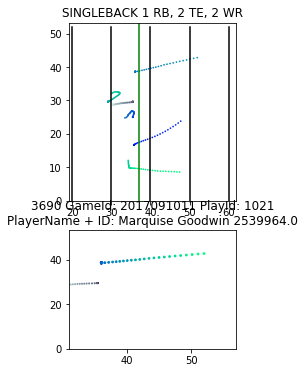 SINGLEBACK 1 RB, 2 TE, 2 WR
50
40
30
20
10
0
20 30 40 50 60
3690 GameId: 2017091011 PlayId: 1021
PlayerName + ID: Marquise Goodwin 2539964.0
40
20
0
40 50